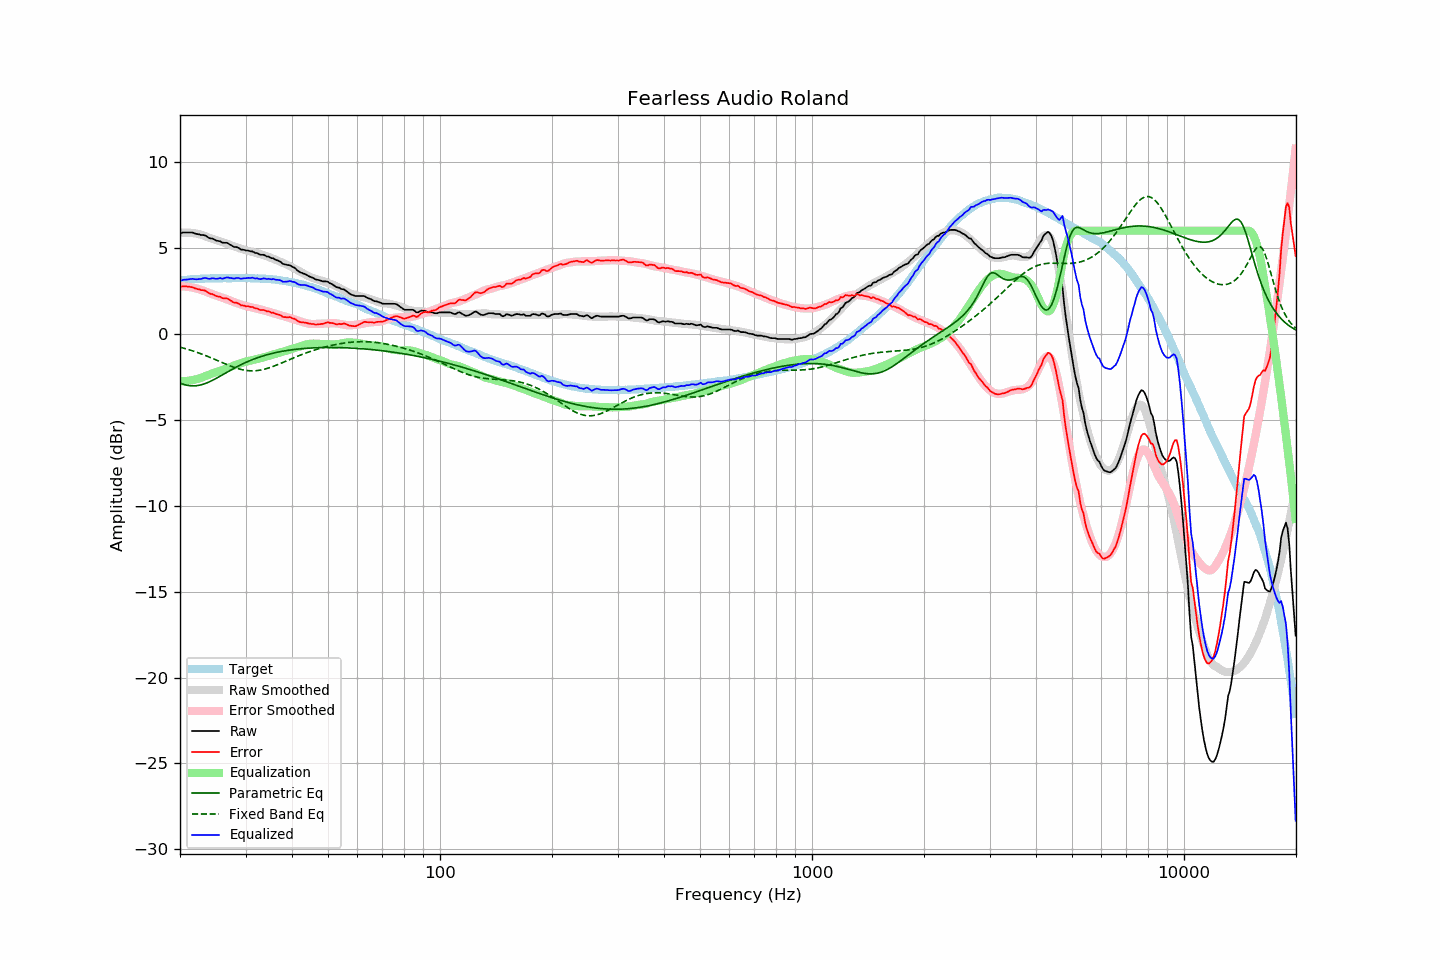 Fearless Audio Roland
10
5
0
−5
−10
−15
−20
−25
−30
Amplitude (dBr)
Target
Raw Smoothed
Error Smoothed
Raw
Error
Equalization
Parametric Eq
Fixed Band Eq
Equalized
100
1000
10000
Frequency (Hz)